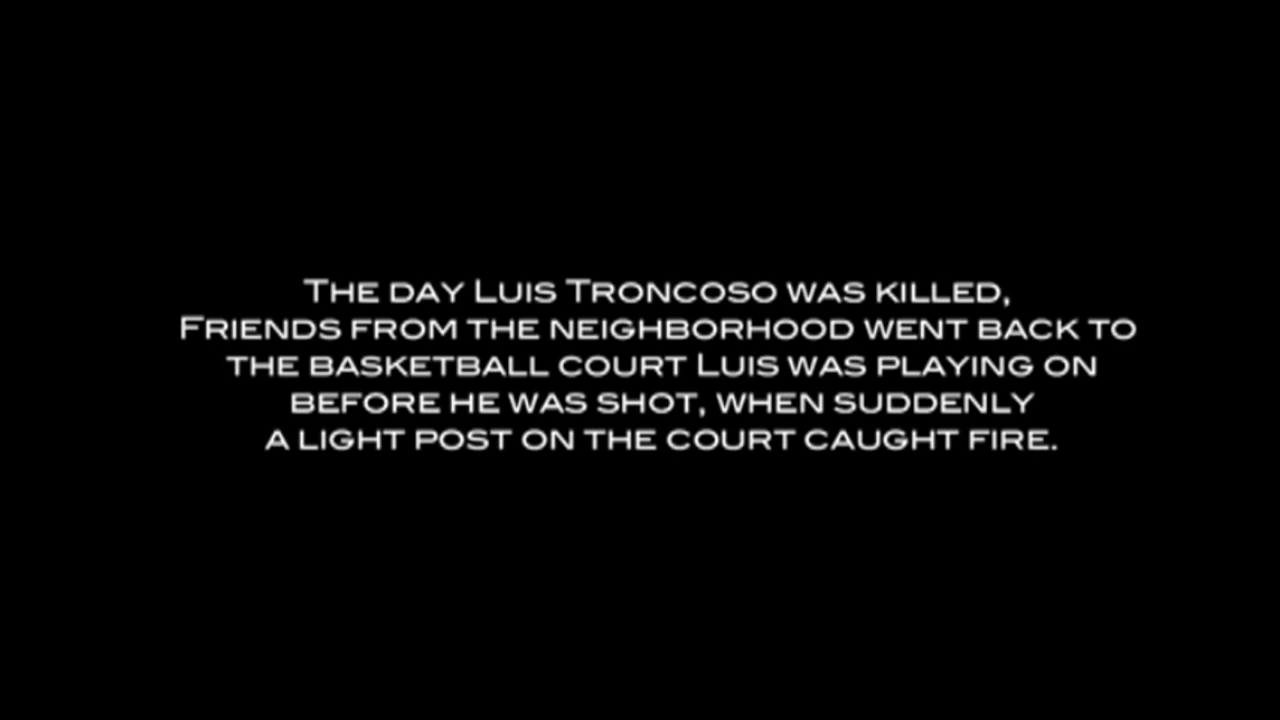 The day Luis Troncoso was killed,
Friends from the neighborhood went back to
the basketball court Luis was playing on
before he was shot, when suddenly
a light post on the court caught fire.